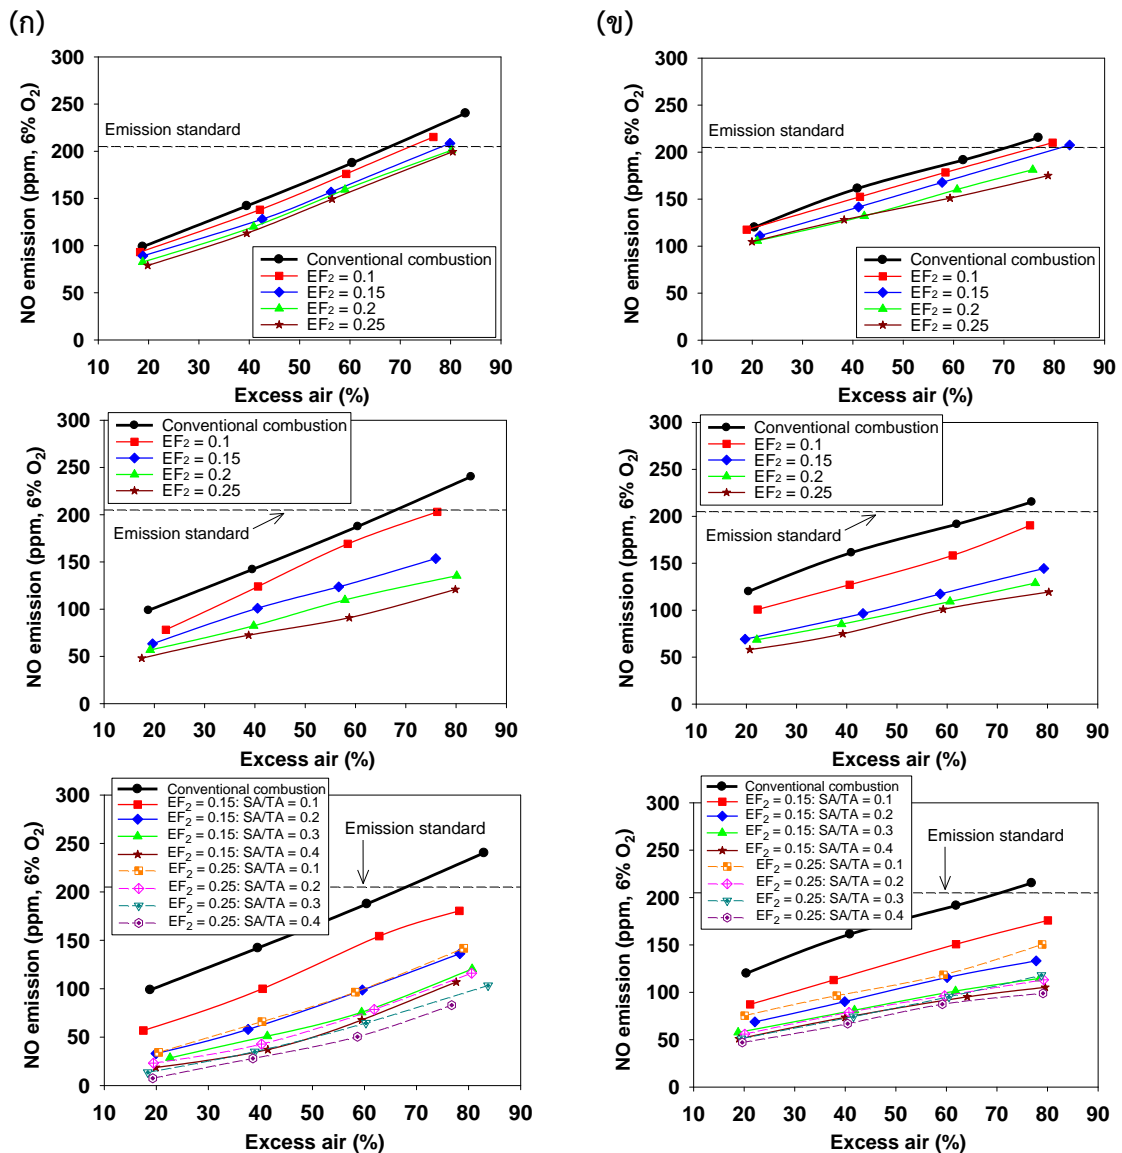 (ก)
(ข)
300
250
200
150
100
50
0
NO emission (ppm, 6% O2)
Emission standard
Conventional combustion
EF2 = 0.1
EF2 = 0.15
EF2 = 0.2
EF2 = 0.25
10 20 30 40 50 60 70 80 90
Excess air (%)
300
250
200
150
100
50
0
NO emission (ppm, 6% O2)
Emission standard
Conventional combustion
EF2 = 0.1
EF2 = 0.15
EF2 = 0.2
EF2 = 0.25
10 20 30 40 50 60 70 80 90
Excess air (%)
300
250
200
150
100
50
0
NO emission (ppm, 6% O2)
Conventional combustion
EF2 = 0.1
EF2 = 0.15
EF2 = 0.2
EF2 = 0.25
Emission standard
10 20 30 40 50 60 70 80 90
Excess air (%)
300
250
200
150
100
50
0
NO emission (ppm, 6% O2)
Conventional combustion
EF2 = 0.1
EF2 = 0.15
EF2 = 0.2
EF2 = 0.25
Emission standard
10 20 30 40 50 60 70 80 90
Excess air (%)
300
250
200
150
100
50
0
NO emission (ppm, 6% O2)
Conventional combustion
EF2 = 0.15: SA/TA = 0.1
EF2 = 0.15: SA/TA = 0.2
EF2 = 0.15: SA/TA = 0.3
EF2 = 0.15: SA/TA = 0.4
EF2 = 0.25: SA/TA = 0.1
EF2 = 0.25: SA/TA = 0.2
EF2 = 0.25: SA/TA = 0.3
EF2 = 0.25: SA/TA = 0.4
Emission standard
10 20 30 40 50 60 70 80 90
Excess air (%)
300
250
200
150
100
50
0
NO emission (ppm, 6% O2)
Conventional combustion
EF2 = 0.15: SA/TA = 0.1
EF2 = 0.15: SA/TA = 0.2
EF2 = 0.15: SA/TA = 0.3
EF2 = 0.15: SA/TA = 0.4
EF2 = 0.25: SA/TA = 0.1
EF2 = 0.25: SA/TA = 0.2
EF2 = 0.25: SA/TA = 0.3
EF2 = 0.25: SA/TA = 0.4
Emission standard
10 20 30 40 50 60 70 80 90
Excess air (%)